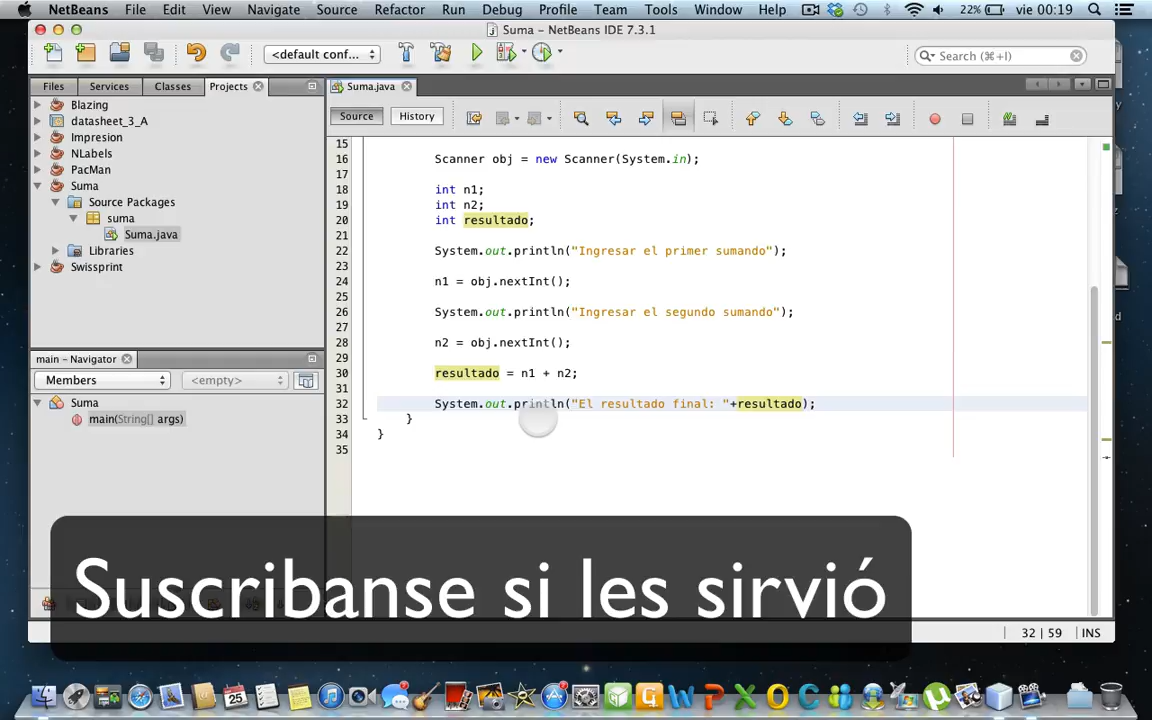 NetBeans File Edit View Navigate Source Refactor Run Debug Profile Team Tools Window Help 22% vie 00:19
Suma - NetBeans IDE 7.3.1
<default conf... Search (⌘+I)
Files Services Classes Projects
Suma.java
Source History
Blazing
datasheet_3_A
Impresion
NLabels
PacMan
Suma
Source Packages
suma
Suma.java
Libraries
Swissprint
main - Navigator
Members <empty>
Suma
main(String[] args)
15
16 Scanner obj = new Scanner(System.in);
17
18 int n1;
19 int n2;
20 int resultado;
21
22 System.out.println("Ingresar el primer sumando");
23
24 n1 = obj.nextInt();
25
26 System.out.println("Ingresar el segundo sumando");
27
28 n2 = obj.nextInt();
29
30 resultado = n1 + n2;
31
32 System.out.println("El resultado final: "+resultado);
33 }
34 }
35
Suscribanse si les sirvió
32 | 59 INS
25